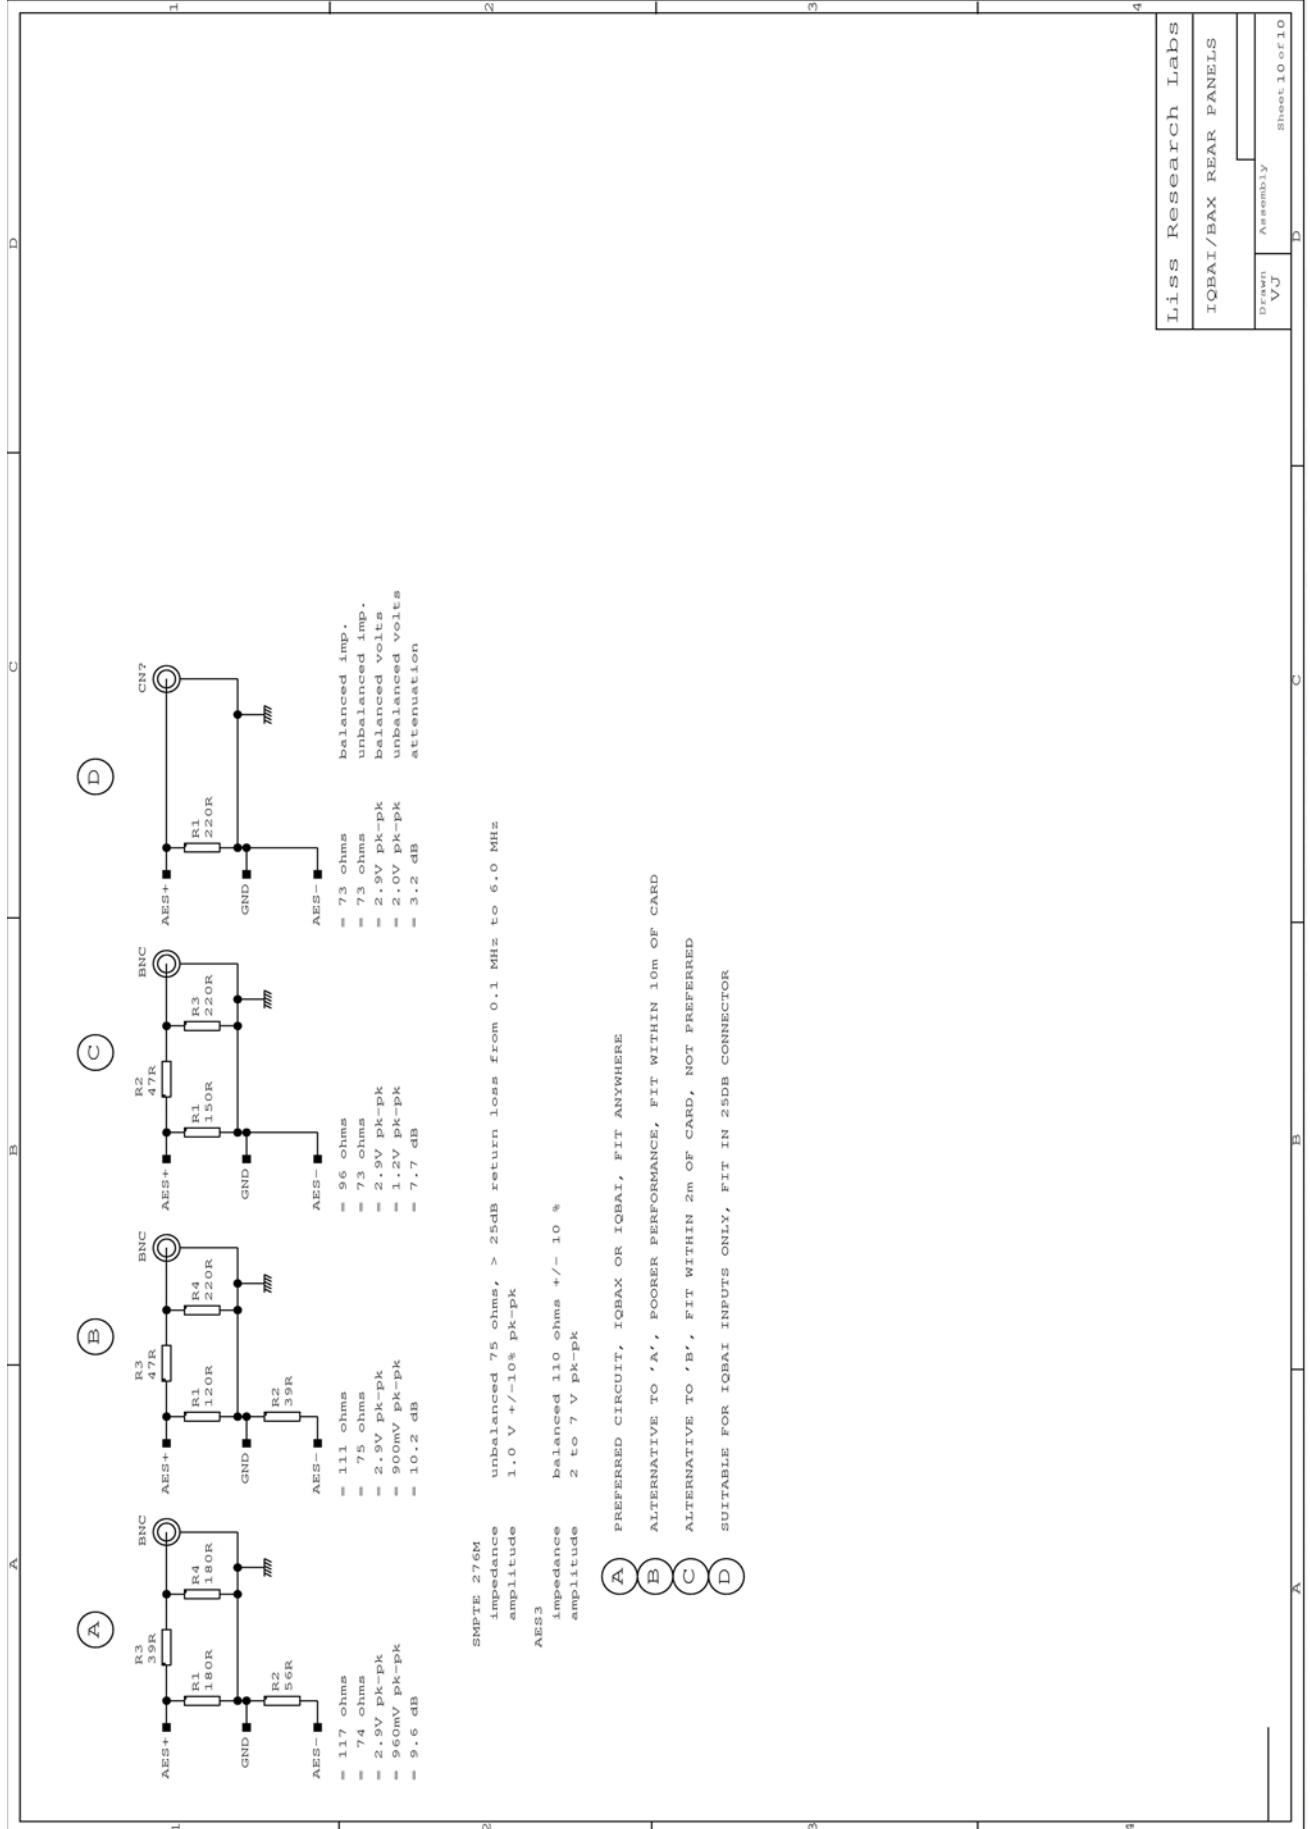 A
B
C
D
1
2
3
4
A
B
C
D
1
2
3
4
A
B
C
D
BNC
R3
39R
AES+
R1
180R
R4
180R
GND
R2
56R
AES-
= 117 ohms
= 74 ohms
= 2.9V pk-pk
= 960mV pk-pk
= 9.6 dB
BNC
R3
47R
AES+
R1
120R
R4
220R
GND
R2
39R
AES-
= 111 ohms
= 75 ohms
= 2.9V pk-pk
= 900mV pk-pk
= 10.2 dB
BNC
R2
47R
AES+
R1
150R
R3
220R
GND
AES-
= 96 ohms
= 73 ohms
= 2.9V pk-pk
= 1.2V pk-pk
= 7.7 dB
CN?
AES+
R1
220R
GND
AES-
= 73 ohms balanced imp.
= 73 ohms unbalanced imp.
= 2.9V pk-pk balanced volts
= 2.0V pk-pk unbalanced volts
= 3.2 dB attenuation
SMPTE 276M
impedance unbalanced 75 ohms, > 25dB return loss from 0.1 MHz to 6.0 MHz
amplitude 1.0 V +/-10% pk-pk
AES3
impedance balanced 110 ohms +/- 10 %
amplitude 2 to 7 V pk-pk
A PREFERRED CIRCUIT, IQBAX OR IQBAI, FIT ANYWHERE
B ALTERNATIVE TO 'A', POORER PERFORMANCE, FIT WITHIN 10m OF CARD
C ALTERNATIVE TO 'B', FIT WITHIN 2m OF CARD, NOT PREFERRED
D SUITABLE FOR IQBAI INPUTS ONLY, FIT IN 25DB CONNECTOR
Liss Research Labs
IQBAI/BAX REAR PANELS
Drawn
VJ
Assembly
Sheet 10 of 10